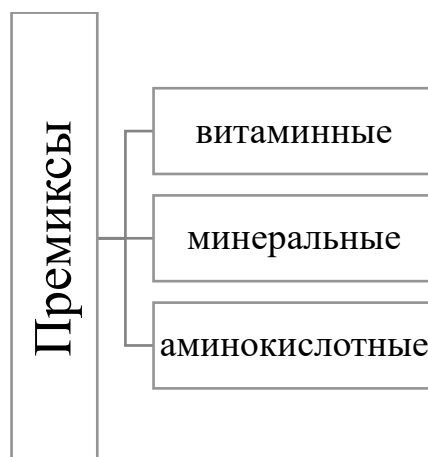 Премиксы
витаминные
минеральные
аминокислотные